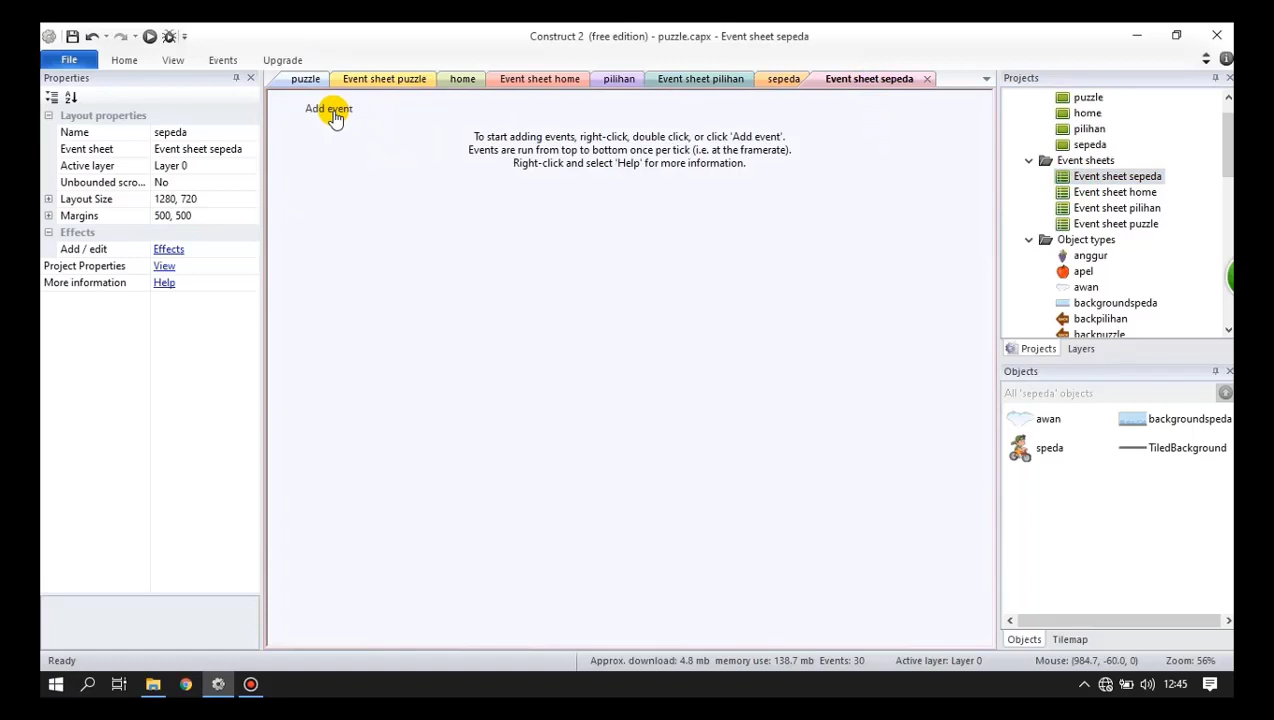 Construct 2 (free edition) - puzzle.capx - Event sheet sepeda
File
Home
View
Events
Upgrade
Properties
puzzle
Event sheet puzzle
home
Event sheet home
pilihan
Event sheet pilihan
sepeda
Event sheet sepeda
Projects
Layout properties
Name sepeda
Event sheet Event sheet sepeda
Active layer Layer 0
Unbounded scro... No
Layout Size 1280, 720
Margins 500, 500
Effects
Add / edit Effects
Project Properties View
More information Help
Add event
To start adding events, right-click, double click, or click 'Add event'.
Events are run from top to bottom once per tick (i.e. at the framerate).
Right-click and select 'Help' for more information.
puzzle
home
pilihan
sepeda
Event sheets
Event sheet sepeda
Event sheet home
Event sheet pilihan
Event sheet puzzle
Object types
anggur
apel
awan
backgroundspeda
backpilihan
backpuzzle
Projects
Layers
Objects
All 'sepeda' objects
awan
backgroundspeda
speda
TiledBackground
Objects
Tilemap
Ready
Approx. download: 4.8 mb memory use: 138.7 mb Events: 30
Active layer: Layer 0
Mouse: (984.7, -60.0, 0)
Zoom: 56%
12:45